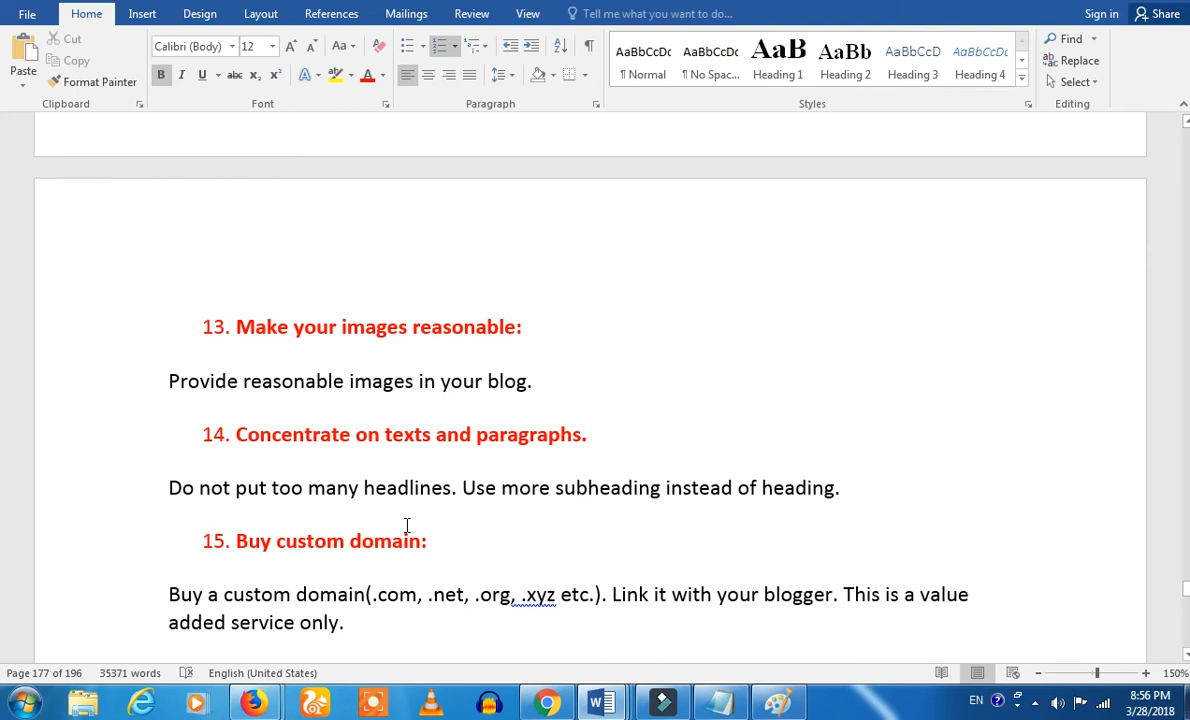 File Home Insert Design Layout References Mailings Review View Tell me what you want to do... Sign in Share
Cut
Copy
Format Painter
Paste
Clipboard
Calibri (Body) 12
Font
Paragraph
AaBbCcDc AaBbCcDc AaB AaBb AaBbCcD AaBbCcDc
¶ Normal ¶ No Spac... Heading 1 Heading 2 Heading 3 Heading 4
Styles
Find
Replace
Select
Editing
13. Make your images reasonable:
Provide reasonable images in your blog.
14. Concentrate on texts and paragraphs.
Do not put too many headlines. Use more subheading instead of heading.
15. Buy custom domain:
Buy a custom domain(.com, .net, .org, .xyz etc.). Link it with your blogger. This is a value
added service only.
Page 177 of 196 35371 words English (United States) 150%
EN 8:56 PM
3/28/2018